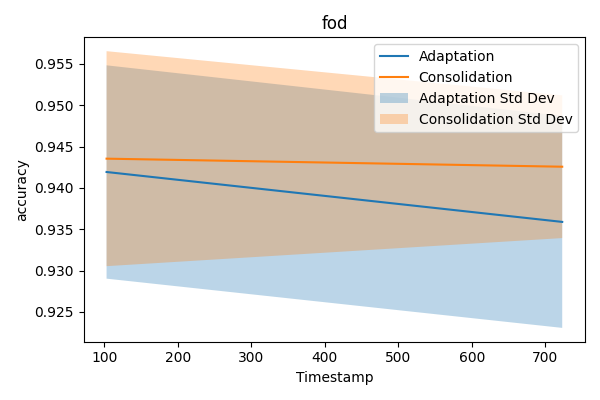 fod
Adaptation
Consolidation
Adaptation Std Dev
Consolidation Std Dev
0.955
0.950
0.945
0.940
0.935
0.930
0.925
accuracy
100 200 300 400 500 600 700
Timestamp